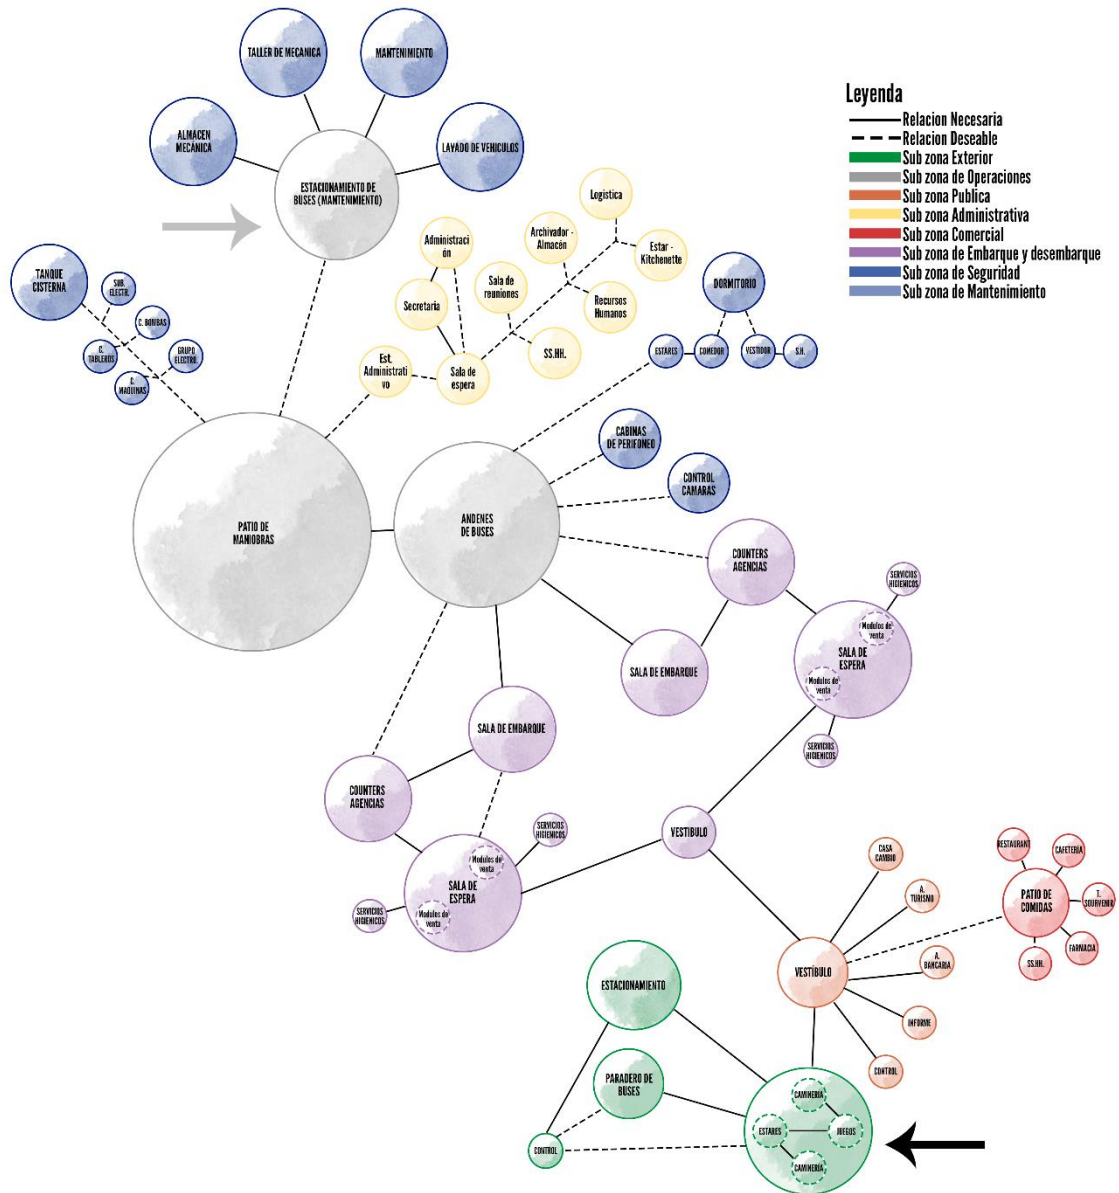 TALLER DE MECANICA
MANTENIMIENTO
ALMACEN
MECÁNICA
LAVADO DE VEHICULOS
ESTACIONAMIENTO DE
BUSES (MANTENIMIENTO)
Leyenda
Relacion Necesaria
Relacion Deseable
Sub zona Exterior
Sub zona de Operaciones
Sub zona Publica
Sub zona Administrativa
Sub zona Comercial
Sub zona de Embarque y desembarque
Sub zona de Seguridad
Sub zona de Mantenimiento
Logistica
Archivador -
Almacén
Estar -
Kitchenette
Administraci
ón
Sala de
reuniones
Secretaria
Recursos
Humanos
SS.HH.
Est.
Administrati
vo
Sala de
espera
TANQUE
CISTERNA
SUB.
ELECTR.
C. BOMBAS
C.
TABLEROS
GRUPO
ELECTR.
C.
MAQUINAS
DORMITORIO
ESTARES
COMEDOR
VESTIDOR
S.H.
CABINAS
DE PERIFONEO
CONTROL
CAMARAS
PATIO DE
MANIOBRAS
ANDENES
DE BUSES
COUNTERS
AGENCIAS
SERVICIOS
HIGIENICOS
Modulos de
venta
SALA DE
ESPERA
Modulos de
venta
SERVICIOS
HIGIENICOS
SALA DE EMBARQUE
SALA DE EMBARQUE
COUNTERS
AGENCIAS
SERVICIOS
HIGIENICOS
Modulos de
venta
SALA DE
ESPERA
Modulos de
venta
SERVICIOS
HIGIENICOS
VESTIBULO
CASA
CAMBIO
A.
TURISMO
A.
BANCARIA
INFORME
CONTROL
VESTÍBULO
RESTAURANT
CAFETERIA
PATIO DE
COMIDAS
T.
SOURVENIR
FARMACIA
SS.HH.
ESTACIONAMIENTO
PARADERO DE
BUSES
CONTROL
CAMINERÍA
ESTARES
JUEGOS
CAMINERÍA